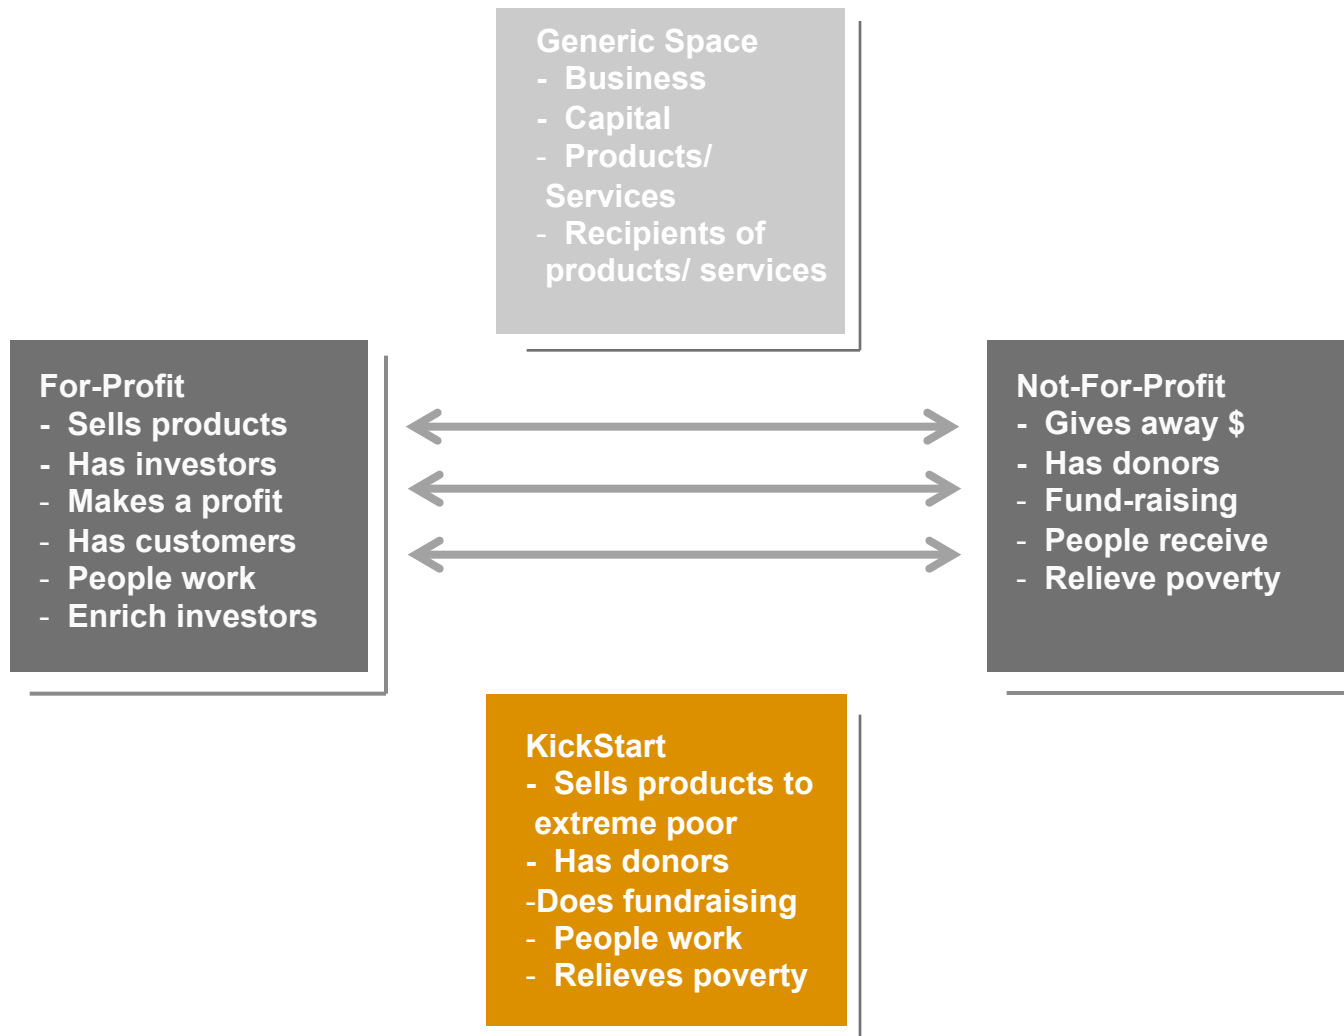 Generic Space
- Business
- Capital
- Products/
Services
- Recipients of
products/ services
For-Profit
- Sells products
- Has investors
- Makes a profit
- Has customers
- People work
- Enrich investors
Not-For-Profit
- Gives away $
- Has donors
- Fund-raising
- People receive
- Relieve poverty
KickStart
- Sells products to
extreme poor
- Has donors
-Does fundraising
- People work
- Relieves poverty